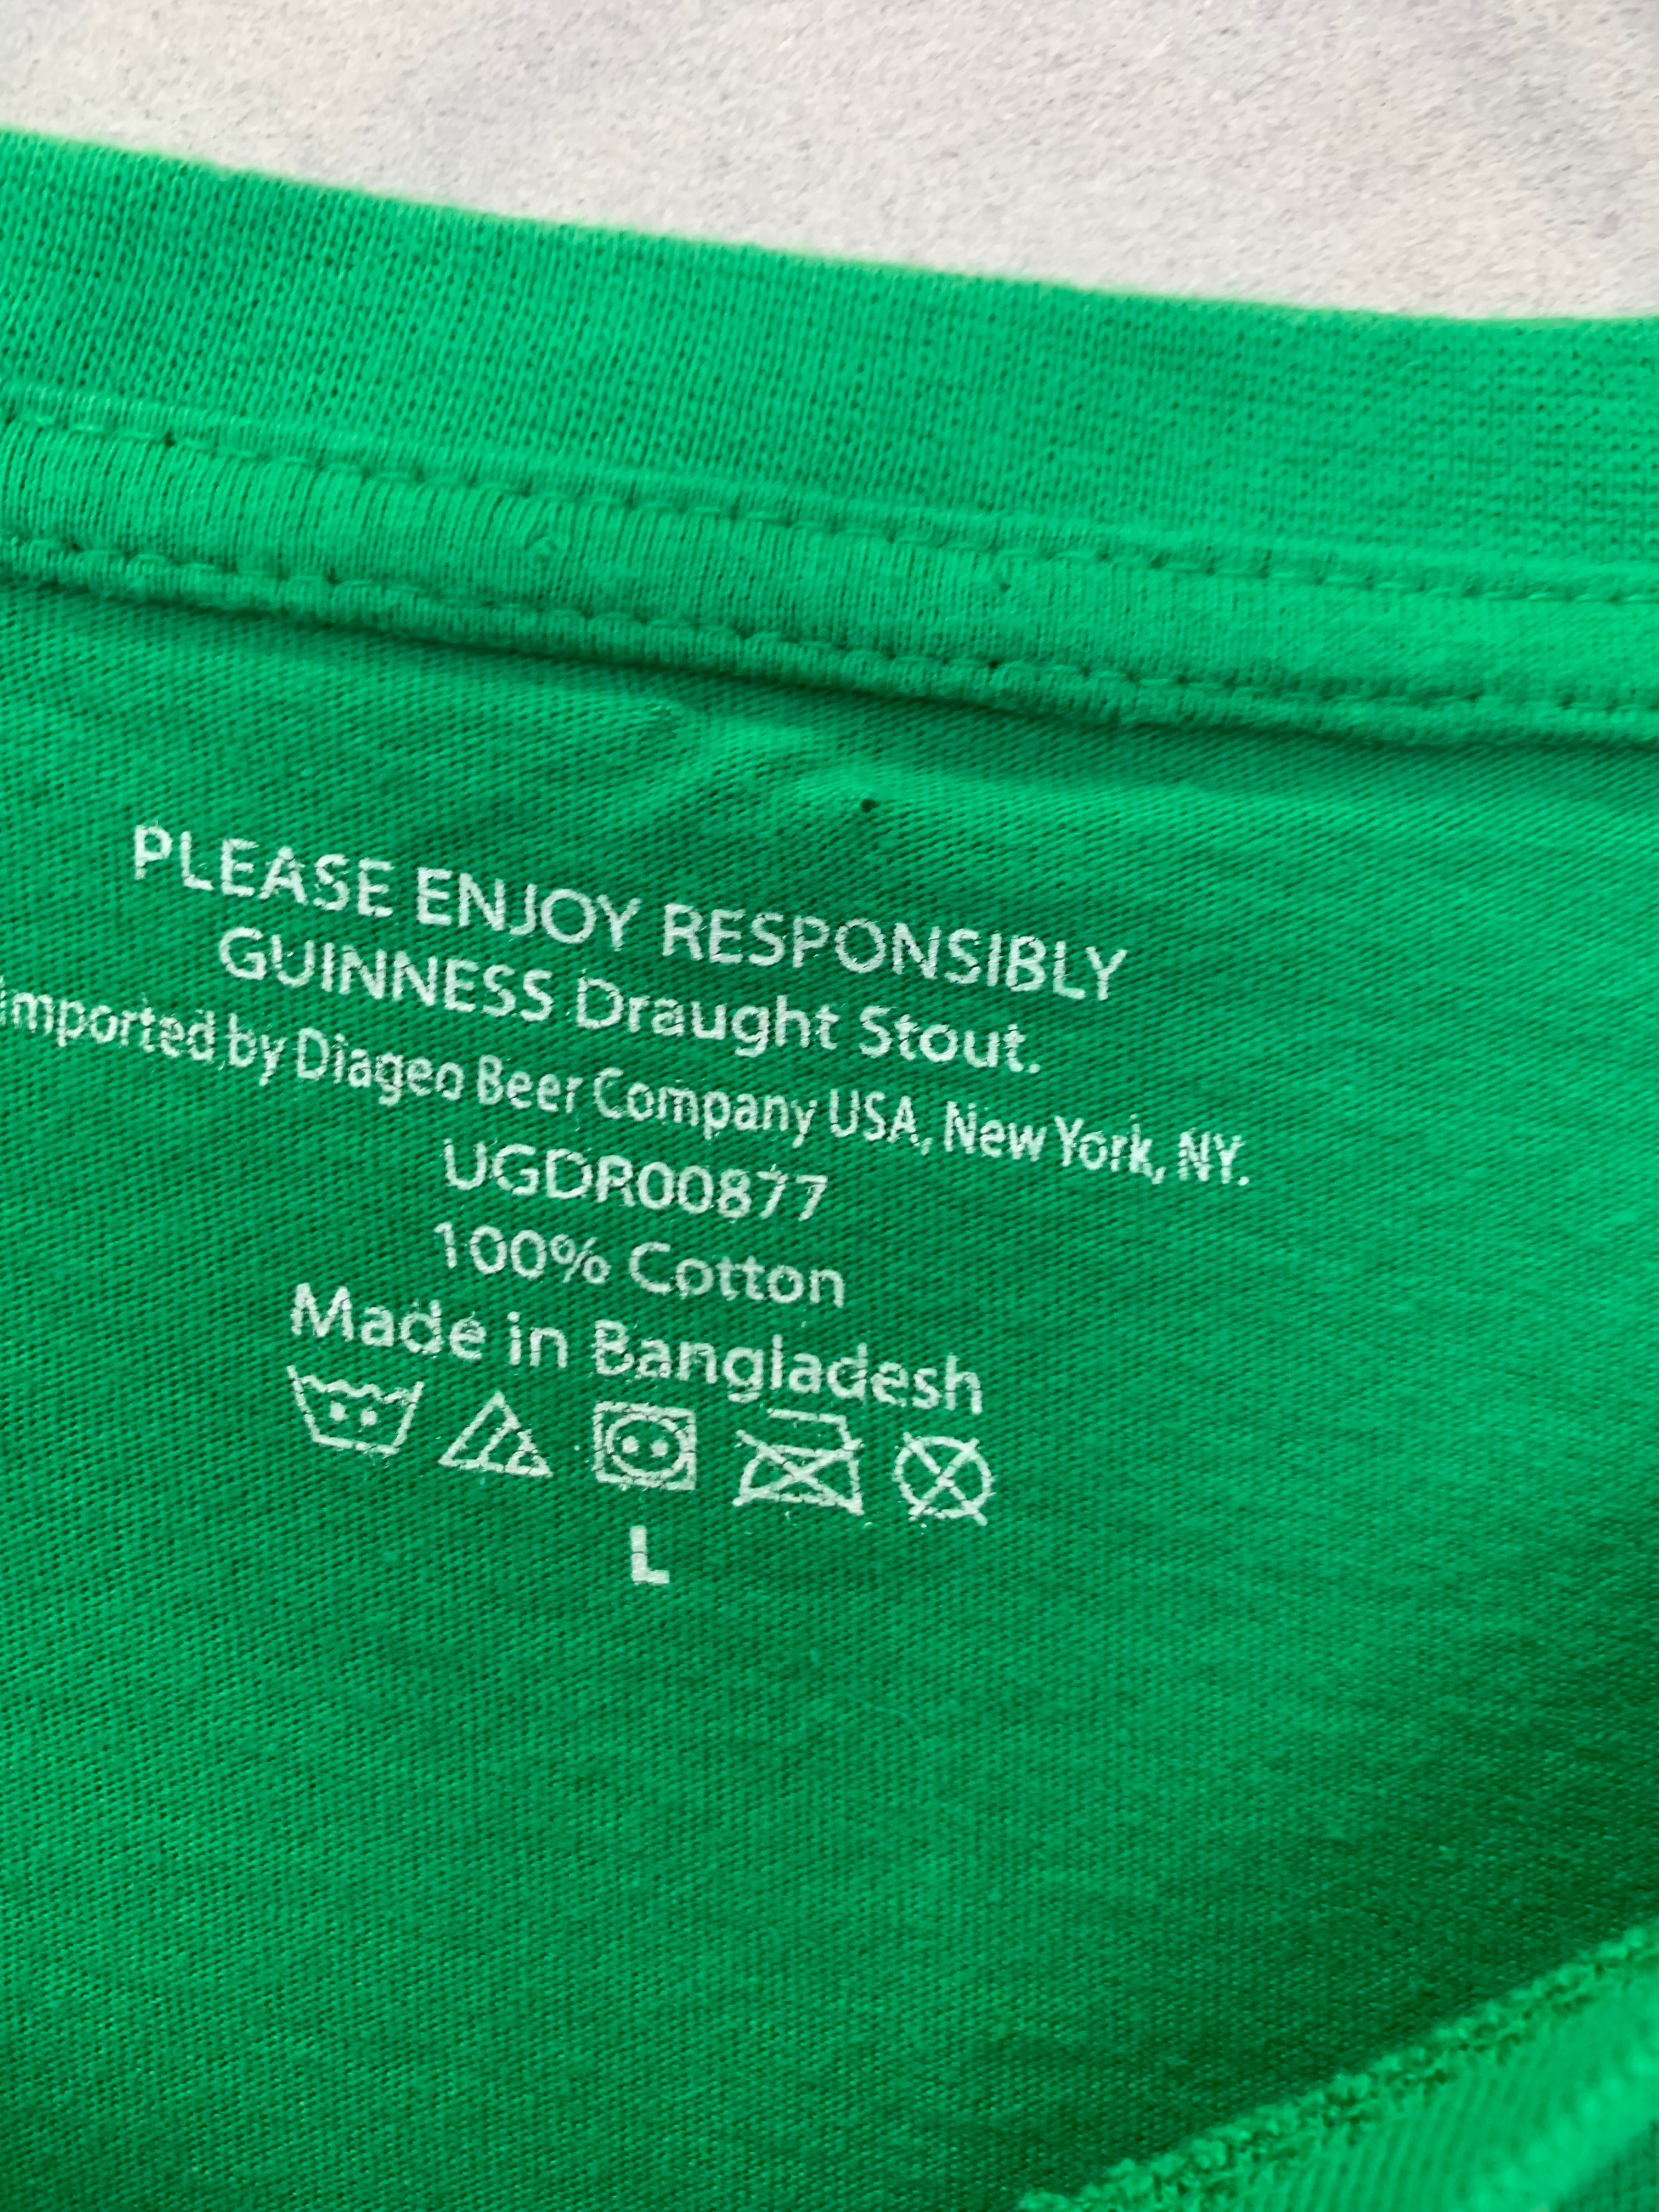 PLEASE ENJOY RESPONSIBLY
GUINNESS Draught Stout.
Imported by Diageo Beer Company USA, New York, NY.
UGDR00877
100% Cotton
Made in Bangladesh
L